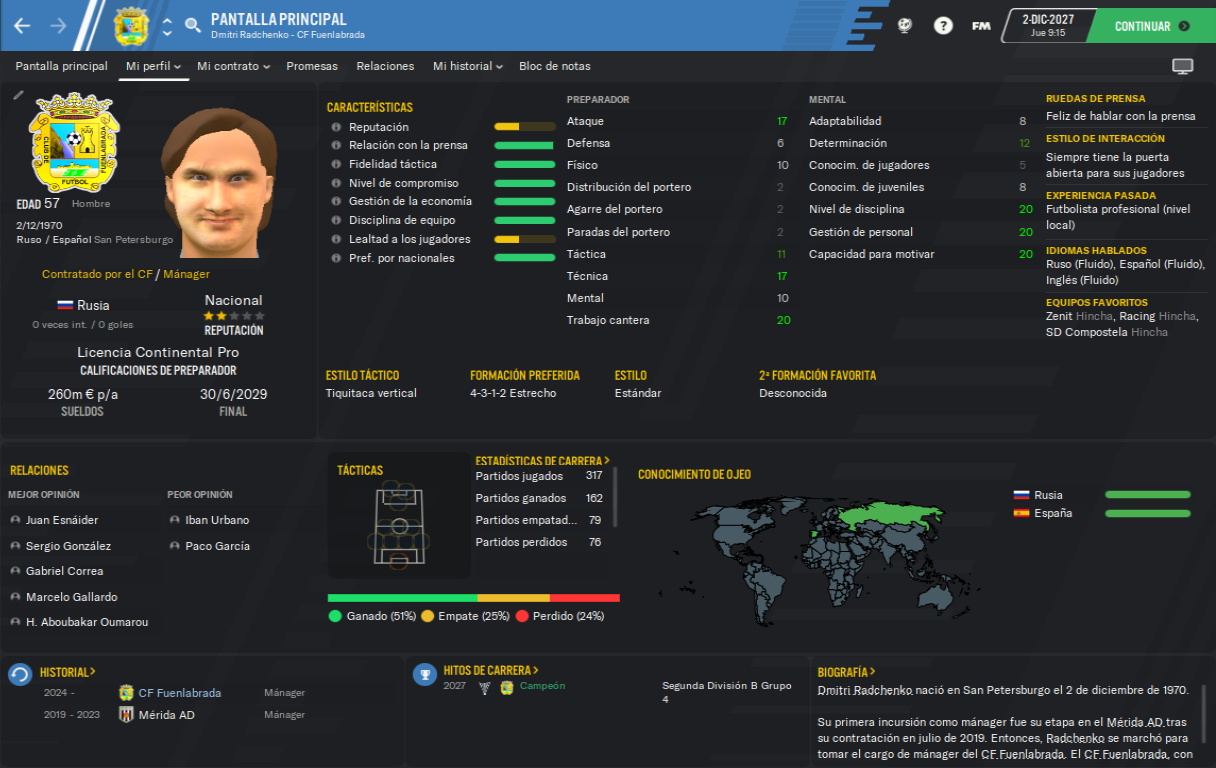 PANTALLA PRINCIPAL
Dmitri Radchenko - CF Fuenlabrada
? FM
2-DIC-2027
Jue 9:15
CONTINUAR
Pantalla principal Mi perfil Mi contrato Promesas Relaciones Mi historial Bloc de notas
CLUB DE FUTBOL FUENLABRADA
EDAD 57 Hombre
2/12/1970
Ruso / Español San Petersburgo
Contratado por el CF / Mánager
Rusia
0 veces int. / 0 goles
Nacional
REPUTACIÓN
Licencia Continental Pro
CALIFICACIONES DE PREPARADOR
260m € p/a 30/6/2029
SUELDOS FINAL
CARACTERÍSTICAS
Reputación
Relación con la prensa
Fidelidad táctica
Nivel de compromiso
Gestión de la economía
Disciplina de equipo
Lealtad a los jugadores
Pref. por nacionales
PREPARADOR
Ataque 17
Defensa 6
Físico 10
Distribución del portero 2
Agarre del portero 2
Paradas del portero 2
Táctica 11
Técnica 17
Mental 10
Trabajo cantera 20
MENTAL
Adaptabilidad 8
Determinación 12
Conocim. de jugadores 5
Conocim. de juveniles 8
Nivel de disciplina 20
Gestión de personal 20
Capacidad para motivar 20
RUEDAS DE PRENSA
Feliz de hablar con la prensa
ESTILO DE INTERACCIÓN
Siempre tiene la puerta
abierta para sus jugadores
EXPERIENCIA PASADA
Futbolista profesional (nivel
local)
IDIOMAS HABLADOS
Ruso (Fluido), Español (Fluido),
Inglés (Fluido)
EQUIPOS FAVORITOS
Zenit Hincha, Racing Hincha,
SD Compostela Hincha
ESTILO TÁCTICO FORMACIÓN PREFERIDA ESTILO 2ª FORMACIÓN FAVORITA
Tiquitaca vertical 4-3-1-2 Estrecho Estándar Desconocida
RELACIONES
MEJOR OPINIÓN PEOR OPINIÓN
Juan Esnáider Iban Urbano
Sergio González Paco García
Gabriel Correa
Marcelo Gallardo
H. Aboubakar Oumarou
TÁCTICAS
ESTADÍSTICAS DE CARRERA >
Partidos jugados 317
Partidos ganados 162
Partidos empatad... 79
Partidos perdidos 76
Ganado (51%) Empate (25%) Perdido (24%)
CONOCIMIENTO DE OJEO
Rusia
España
HISTORIAL >
2024 - CF Fuenlabrada Mánager
2019 - 2023 Mérida AD Mánager
HITOS DE CARRERA >
2027 Campeón Segunda División B Grupo
4
BIOGRAFÍA >
Dmitri Radchenko nació en San Petersburgo el 2 de diciembre de 1970.
Su primera incursión como mánager fue su etapa en el Mérida AD tras
su contratación en julio de 2019. Entonces, Radchenko se marchó para
tomar el cargo de mánager del CF Fuenlabrada. El CF Fuenlabrada, con